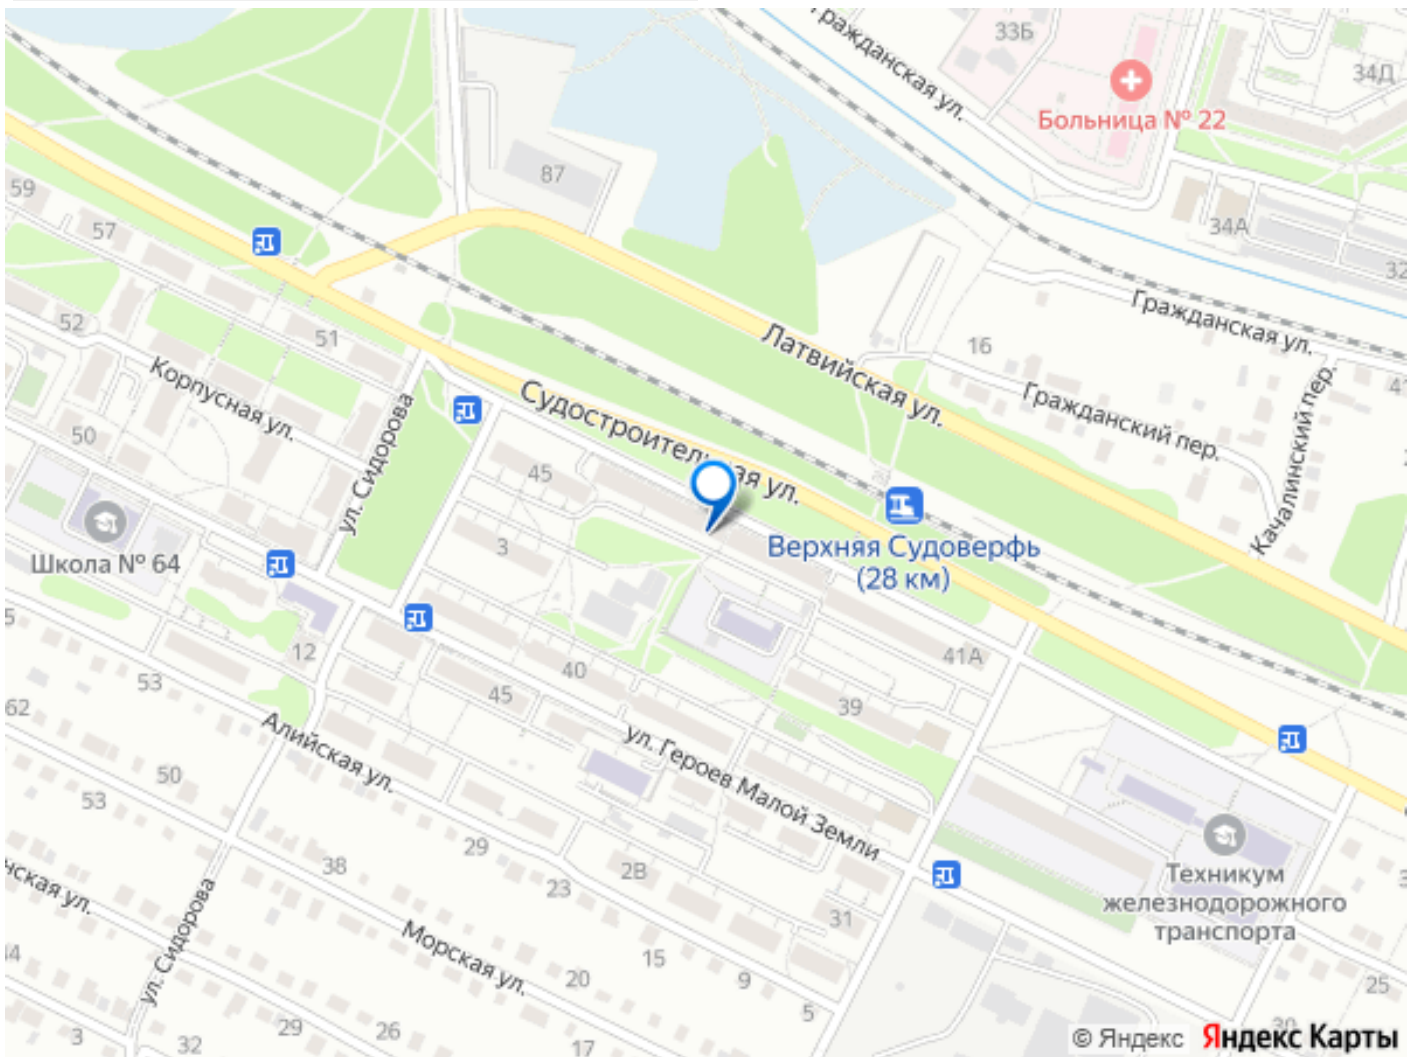 Гражданская ул.
33Б
34Д
Больница № 22
87
59
57
34А
32
Гражданская ул.
52
51
Латвийская ул.
16
Корпусная ул.
Судостроительная ул.
Гражданский пер.
Качалинский пер.
50
ул. Сидорова
45
Школа № 64
3
Верхняя Судоверфь
(28 км)
12
53
41А
40
45
39
62
Алийская ул.
ул. Героев Малой Земли
50
53
38
29
2В
23
Техникум
железнодорожного
транспорта
нская ул.
ул. Сидорова
31
Морская ул.
15
20
9
5
25
3
32
29
26
17
30
© Яндекс Яндекс Карты